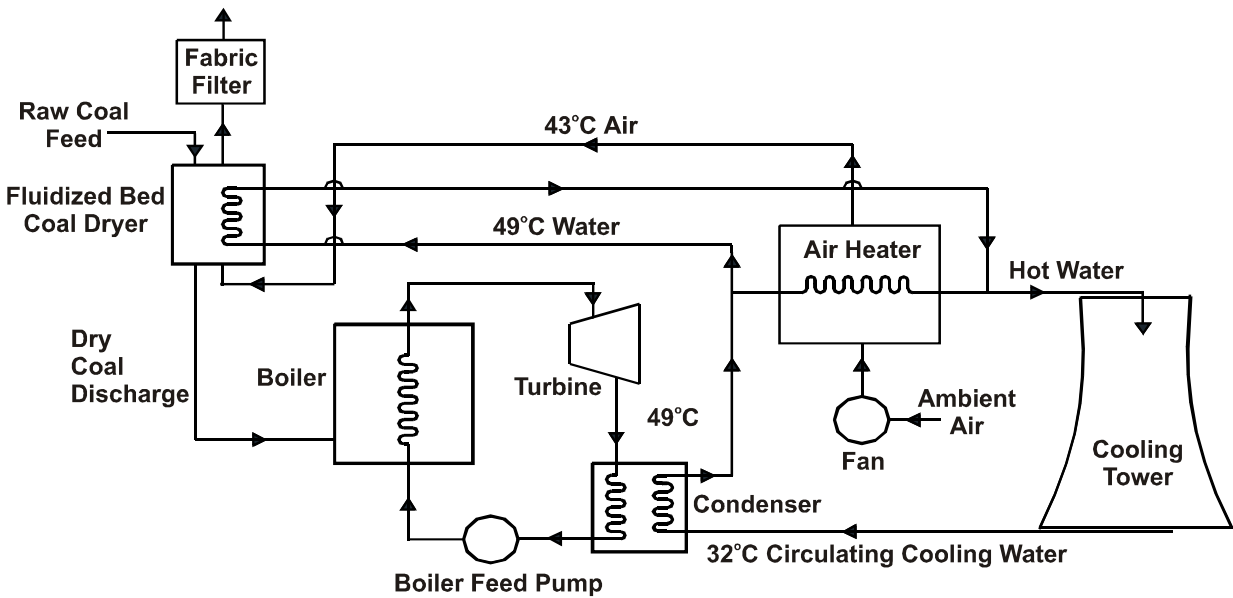 Fabric
Filter
Raw Coal
Feed
43°C Air
Fluidized Bed
Coal Dryer
49°C Water
Air Heater
Hot Water
Dry
Coal
Discharge
Boiler
Turbine
49°C
Ambient
Air
Fan
Cooling
Tower
Condenser
32°C Circulating Cooling Water
Boiler Feed Pump